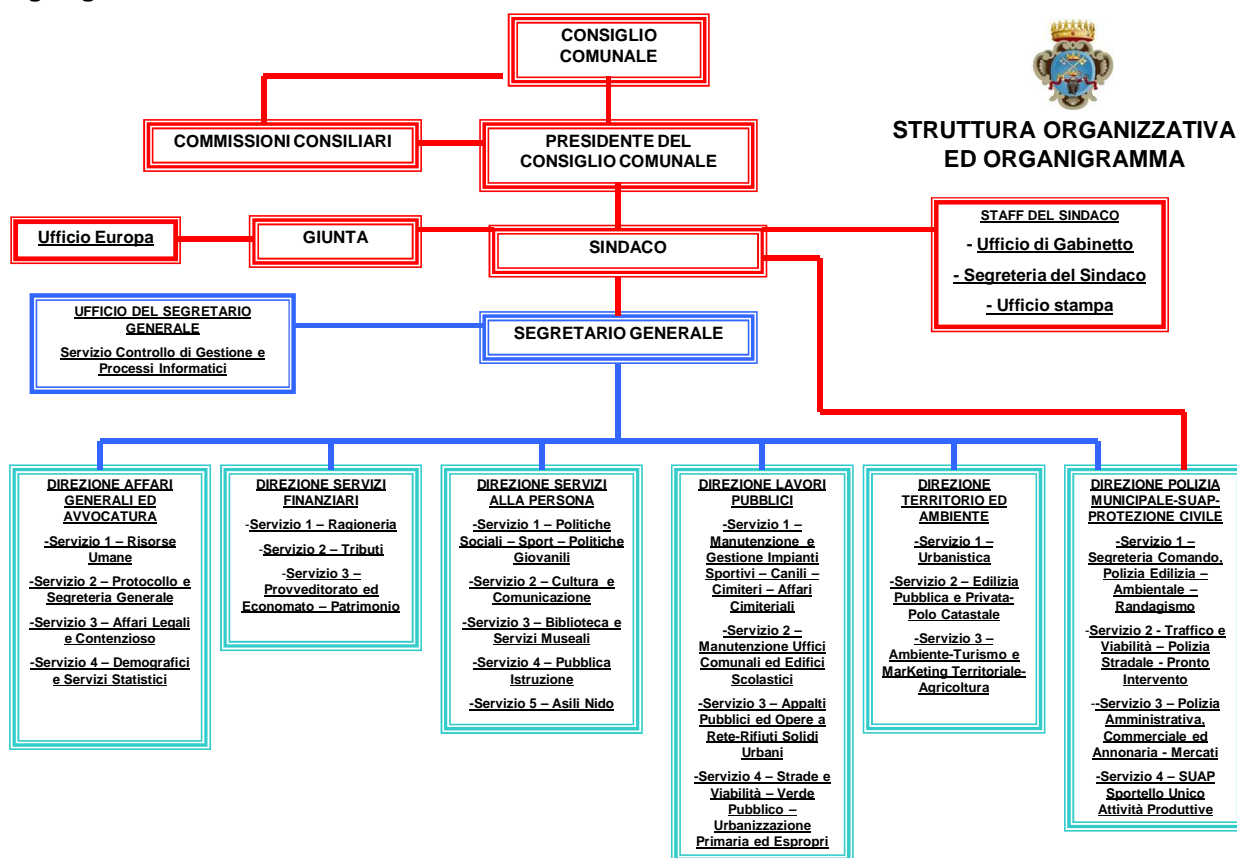 CONSIGLIO
COMUNALE
STRUTTURA ORGANIZZATIVA
ED ORGANIGRAMMA
COMMISSIONI CONSILIARI
PRESIDENTE DEL
CONSIGLIO COMUNALE
Ufficio Europa
GIUNTA
SINDACO
STAFF DEL SINDACO
- Ufficio di Gabinetto
- Segreteria del Sindaco
- Ufficio stampa
UFFICIO DEL SEGRETARIO
GENERALE
Servizio Controllo di Gestione e
Processi Informatici
SEGRETARIO GENERALE
DIREZIONE AFFARI
GENERALI ED
AVVOCATURA
-Servizio 1 – Risorse
Umane
-Servizio 2 – Protocollo e
Segreteria Generale
-Servizio 3 – Affari Legali
e Contenzioso
-Servizio 4 – Demografici
e Servizi Statistici
DIREZIONE SERVIZI
FINANZIARI
-Servizio 1 – Ragioneria
-Servizio 2 – Tributi
-Servizio 3 –
Provveditorato ed
Economato – Patrimonio
DIREZIONE SERVIZI
ALLA PERSONA
-Servizio 1 – Politiche
Sociali – Sport – Politiche
Giovanili
-Servizio 2 – Cultura e
Comunicazione
-Servizio 3 – Biblioteca e
Servizi Museali
-Servizio 4 – Pubblica
Istruzione
-Servizio 5 – Asili Nido
DIREZIONE LAVORI
PUBBLICI
-Servizio 1 –
Manutenzione e
Gestione Impianti
Sportivi – Canili –
Cimiteri – Affari
Cimiteriali
-Servizio 2 –
Manutenzione Uffici
Comunali ed Edifici
Scolastici
-Servizio 3 – Appalti
Pubblici ed Opere a
Rete-Rifiuti Solidi
Urbani
-Servizio 4 – Strade e
Viabilità – Verde
Pubblico –
Urbanizzazione
Primaria ed Espropri
DIREZIONE
TERRITORIO ED
AMBIENTE
-Servizio 1 –
Urbanistica
-Servizio 2 – Edilizia
Pubblica e Privata-
Polo Catastale
-Servizio 3 –
Ambiente-Turismo e
MarKeting Territoriale-
Agricoltura
DIREZIONE POLIZIA
MUNICIPALE-SUAP-
PROTEZIONE CIVILE
-Servizio 1 –
Segreteria Comando,
Polizia Edilizia –
Ambientale –
Randagismo
-Servizio 2 - Traffico e
Viabilità – Polizia
Stradale - Pronto
Intervento
--Servizio 3 – Polizia
Amministrativa,
Commerciale ed
Annonaria - Mercati
-Servizio 4 – SUAP
Sportello Unico
Attività Produttive